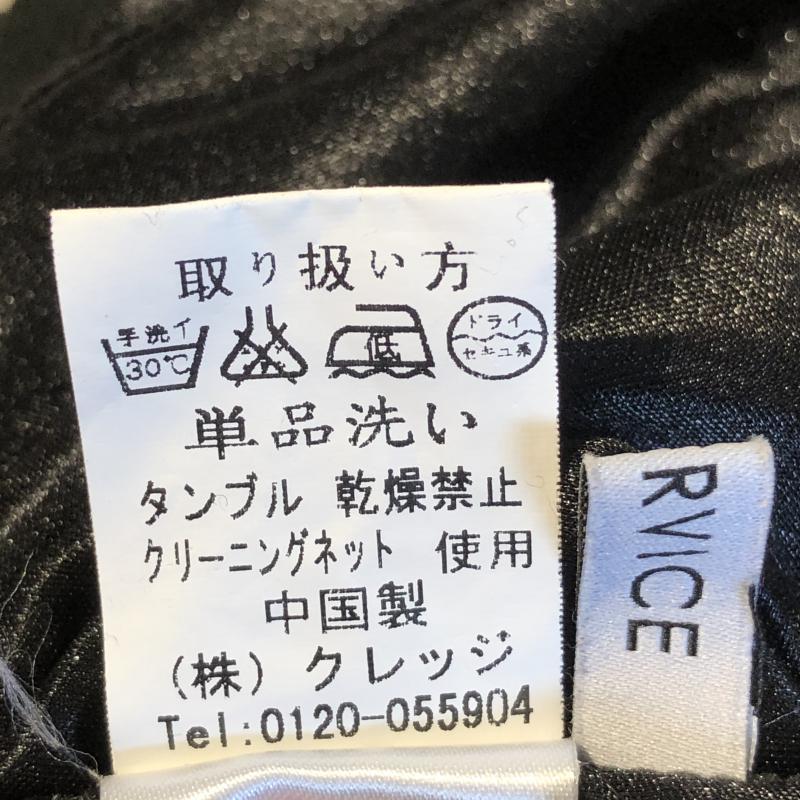 取り扱い方
手洗イ 30℃ 低 ドライ セキユ系
単品洗い
タンブル 乾燥禁止
クリーニングネット 使用
中国製
(株) クレッジ
Tel:0120-055904
RVICE